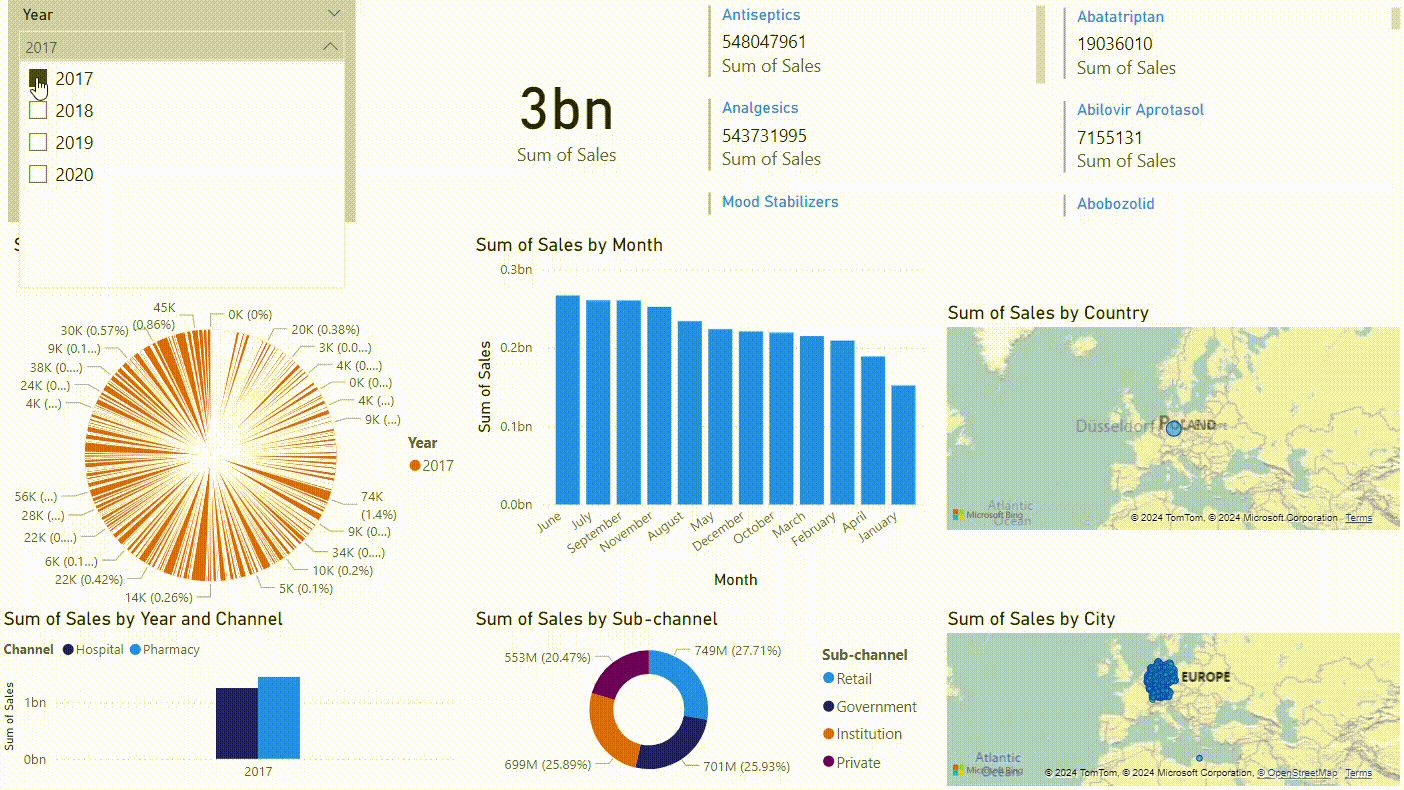 Year
2017
2017
2018
2019
2020
3bn
Sum of Sales
Antiseptics
548047961
Sum of Sales
Analgesics
543731995
Sum of Sales
Mood Stabilizers
Abatatriptan
19036010
Sum of Sales
Abilovir Aprotasol
7155131
Sum of Sales
Abobozolid
S
45K
(0.86%)
0K (0%)
30K (0.57%)
20K (0.38%)
9K (0.1...)
3K (0.0...)
38K (0....)
4K (0....)
24K (0...)
0K (0...)
4K (...)
4K (...)
9K (...)
Year
2017
56K (...)
74K
(1.4%)
28K (...)
9K (0...)
22K (0....)
34K (0....)
6K (0.1...)
10K (0.2%)
22K (0.42%)
5K (0.1%)
14K (0.26%)
Sum of Sales by Month
Sum of Sales
0.3bn
0.2bn
0.1bn
0.0bn
June
July
September
November
August
May
December
October
March
February
April
January
Month
Sum of Sales by Country
Düsseldorf
POLAND
Atlantic
Ocean
Microsoft Bing
© 2024 TomTom, © 2024 Microsoft Corporation Terms
Sum of Sales by Year and Channel
Channel Hospital Pharmacy
Sum of Sales
1bn
0bn
2017
Sum of Sales by Sub-channel
553M (20.47%)
749M (27.71%)
699M (25.89%)
701M (25.93%)
Sub-channel
Retail
Government
Institution
Private
Sum of Sales by City
EUROPE
Atlantic
Ocean
Microsoft Bing
© 2024 TomTom, © 2024 Microsoft Corporation, © OpenStreetMap Terms